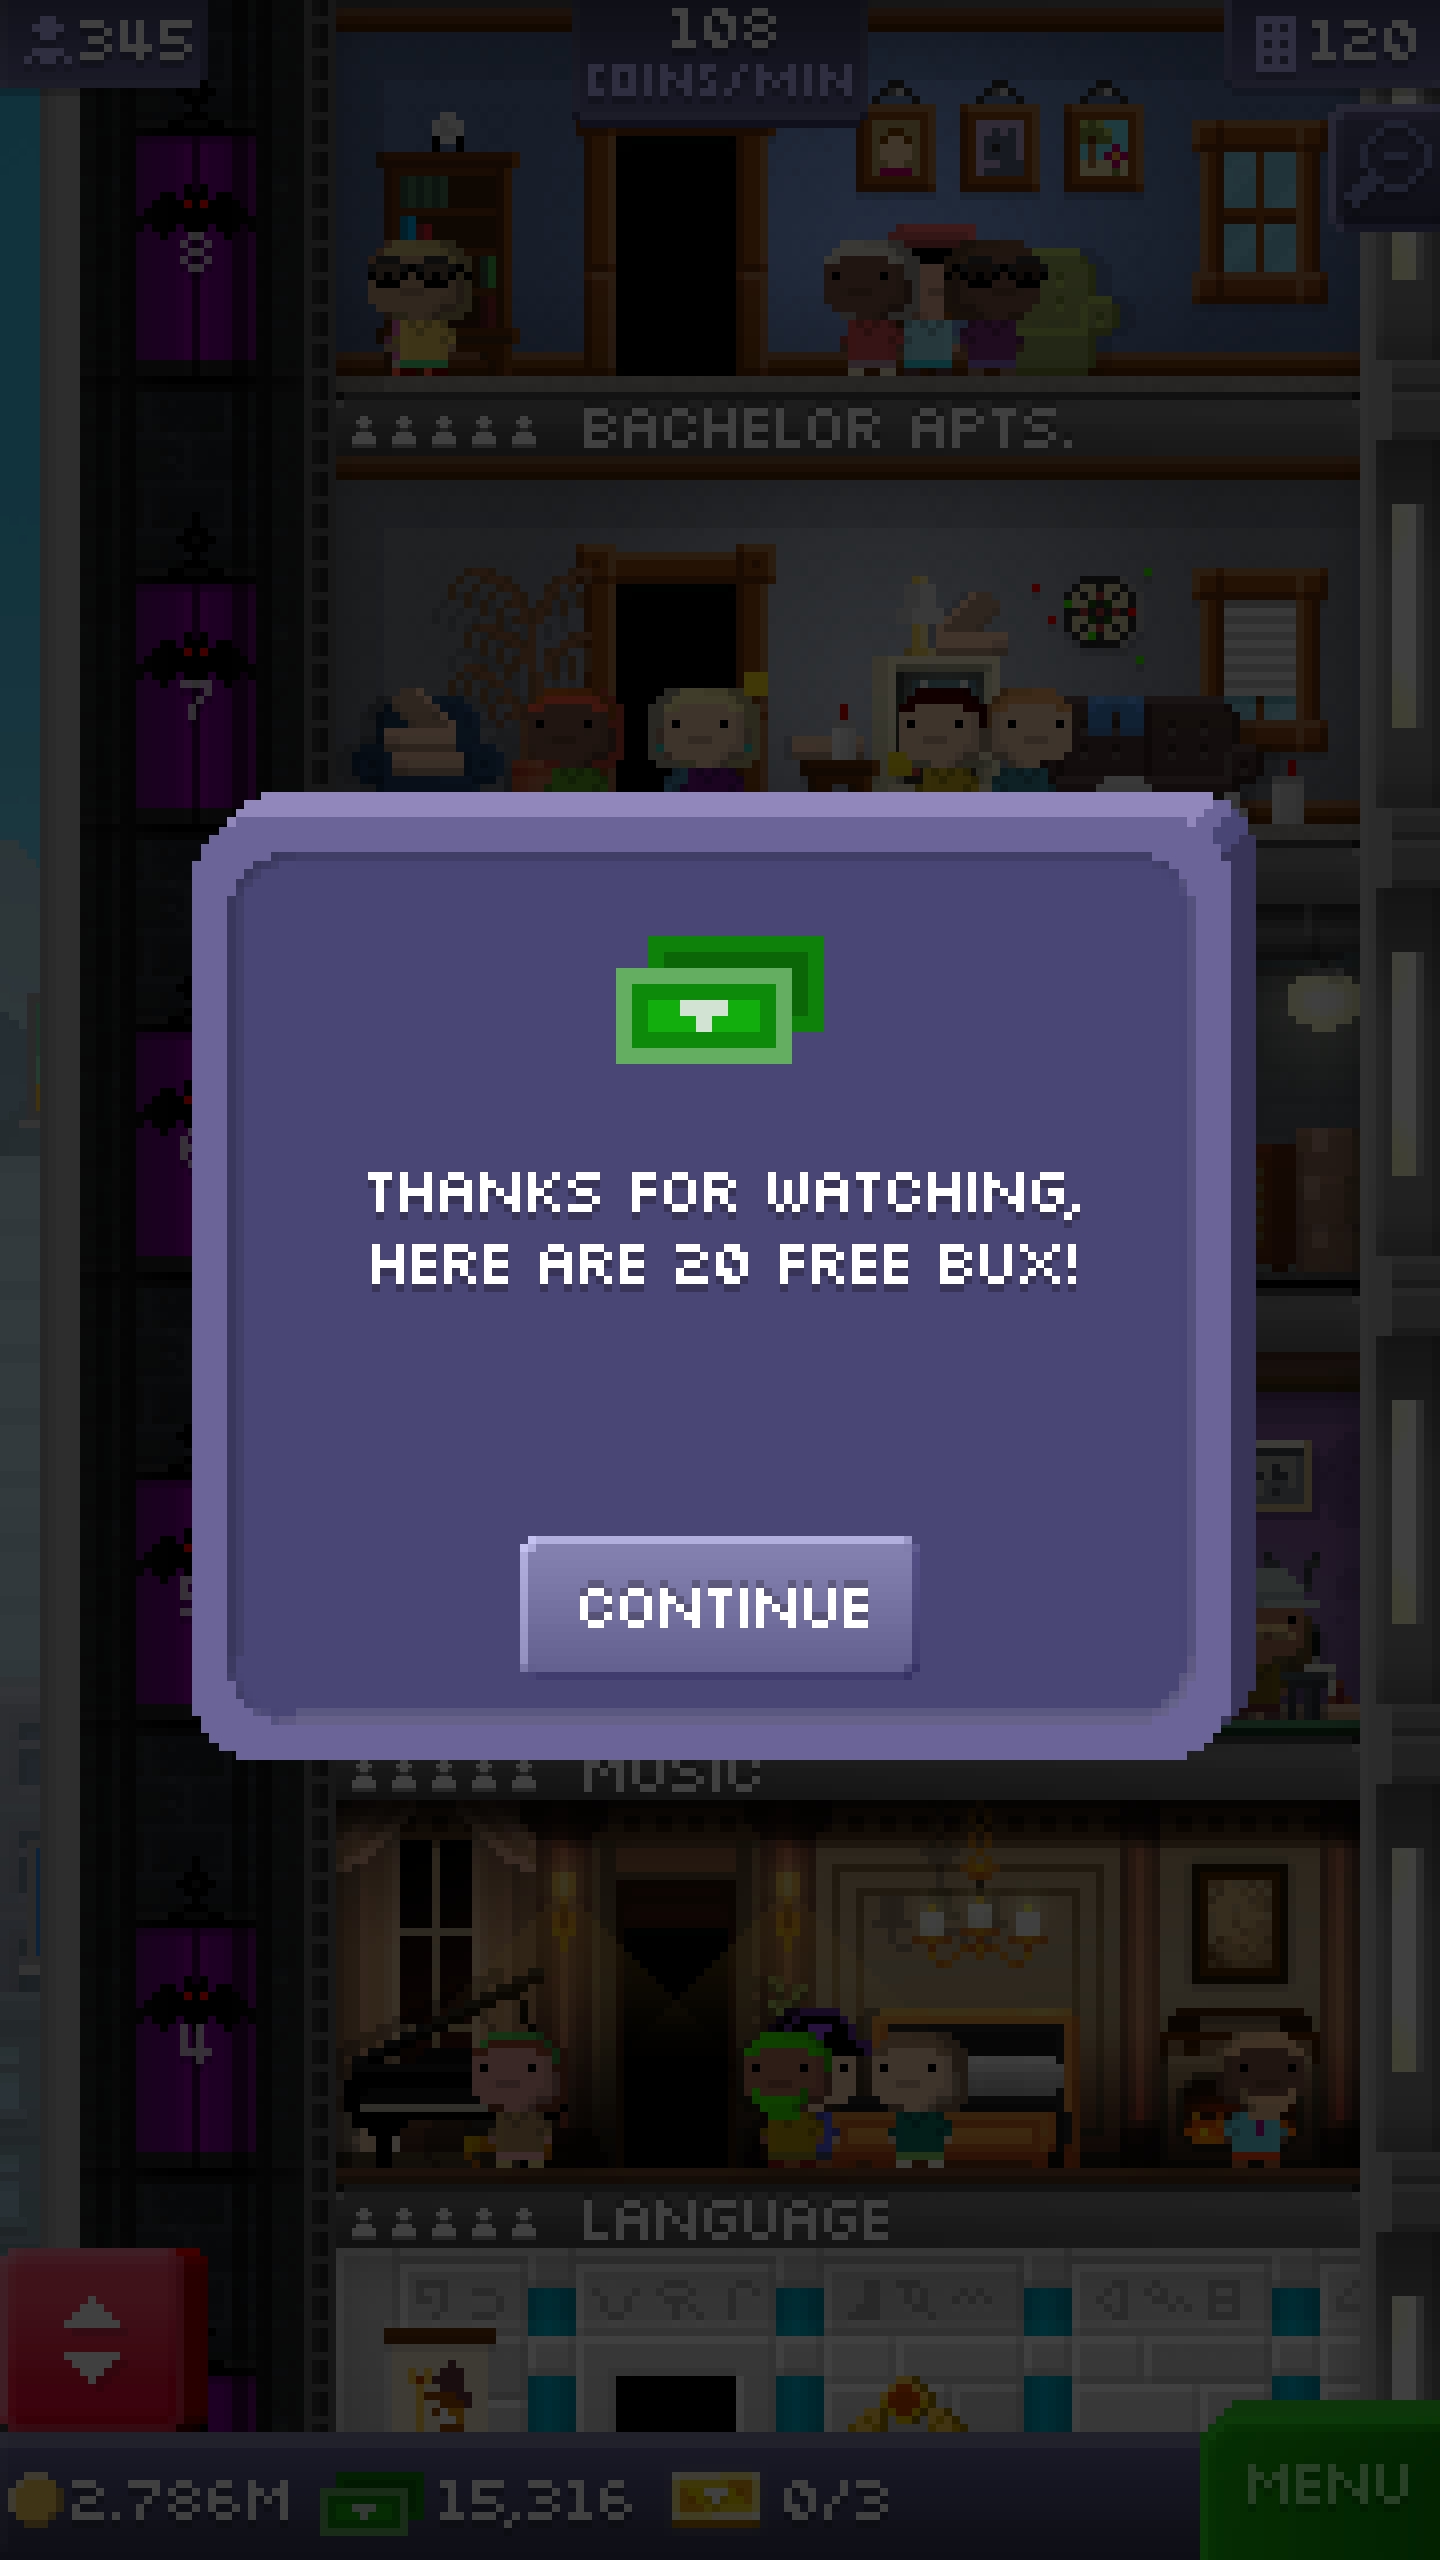 345
108
COINS/MIN
120
8
BACHELOR APTS.
7
THANKS FOR WATCHING,
HERE ARE 20 FREE BUX!
CONTINUE
MUSIC
4
LANGUAGE
2.786M
15,316
0/3
MENU